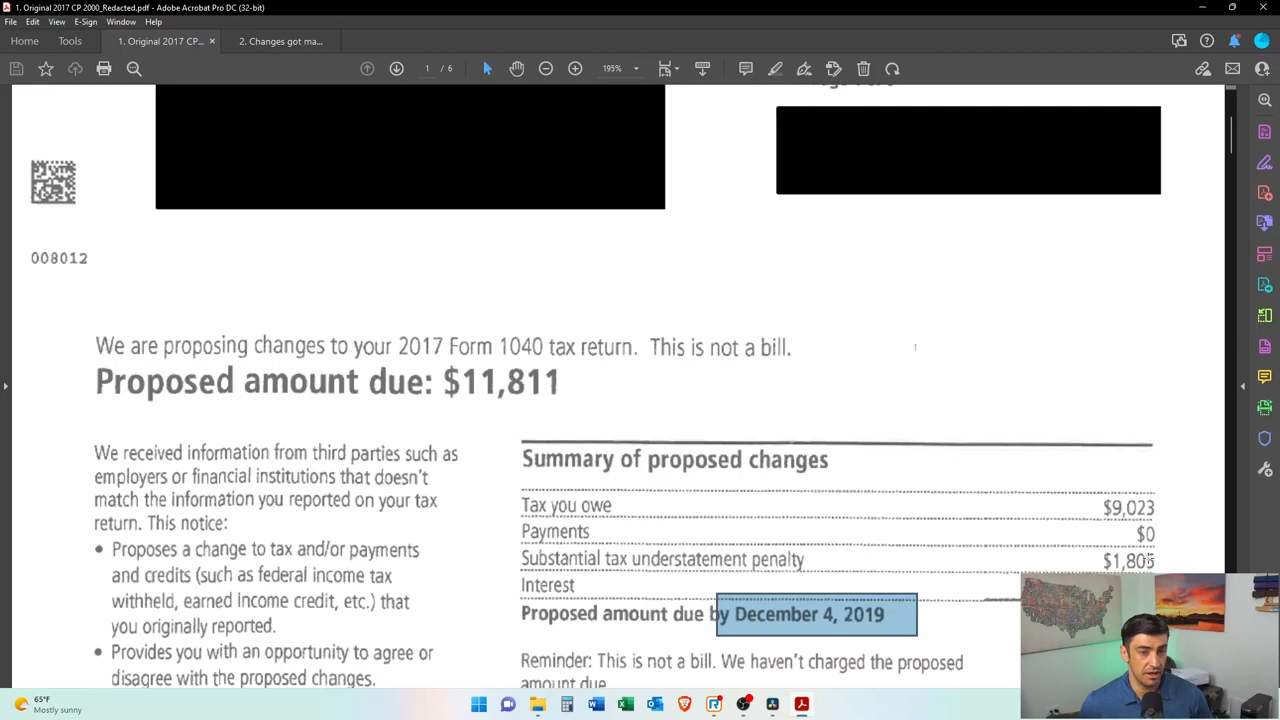 1. Original 2017 CP 2000_Redacted.pdf - Adobe Acrobat Pro DC (32-bit)
File Edit View E-Sign Window Help
Home Tools 1. Original 2017 CP... × 2. Changes got ma...
1 / 6 195%
008012
We are proposing changes to your 2017 Form 1040 tax return. This is not a bill.
Proposed amount due: $11,811
We received information from third parties such as
employers or financial institutions that doesn't
match the information you reported on your tax
return. This notice:
• Proposes a change to tax and/or payments
and credits (such as federal income tax
withheld, earned income credit, etc.) that
you originally reported.
• Provides you with an opportunity to agree or
disagree with the proposed changes.
Summary of proposed changes
Tax you owe $9,023
Payments $0
Substantial tax understatement penalty $1,805
Interest
Proposed amount due by December 4, 2019
Reminder: This is not a bill. We haven't charged the proposed
amount due
65°F
Mostly sunny